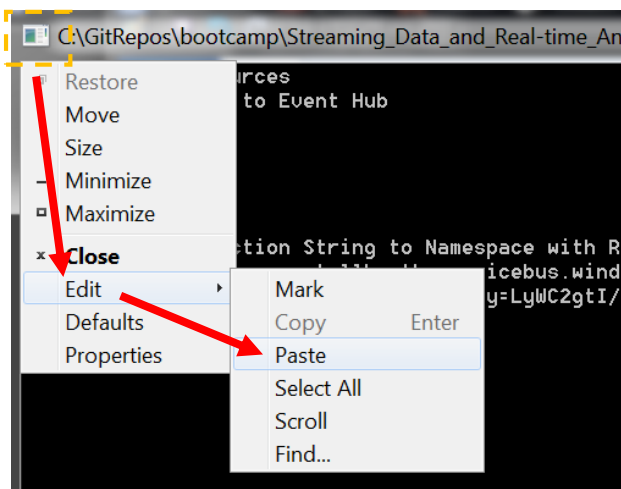 C:\GitRepos\bootcamp\Streaming_Data_and_Real-time_An
urces
Restore
to Event Hub
Move
Size
Minimize
Maximize
ction String to Namespace with R
Close
icebus.wind
Edit
Mark
y=LyWC2gtI/
Defaults
Copy Enter
Properties
Paste
Select All
Scroll
Find...